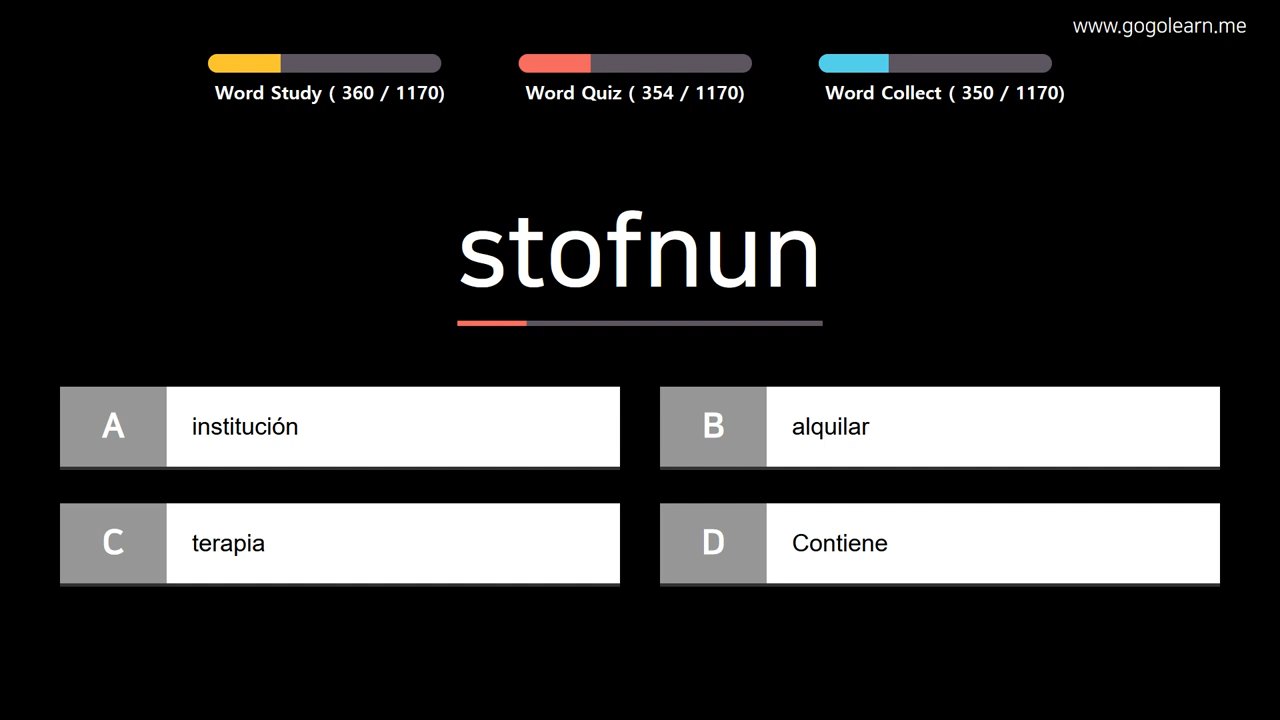 www.gogolearn.me
Word Study ( 360 / 1170)
Word Quiz ( 354 / 1170)
Word Collect ( 350 / 1170)
stofnun
A institución
B alquilar
C terapia
D Contiene